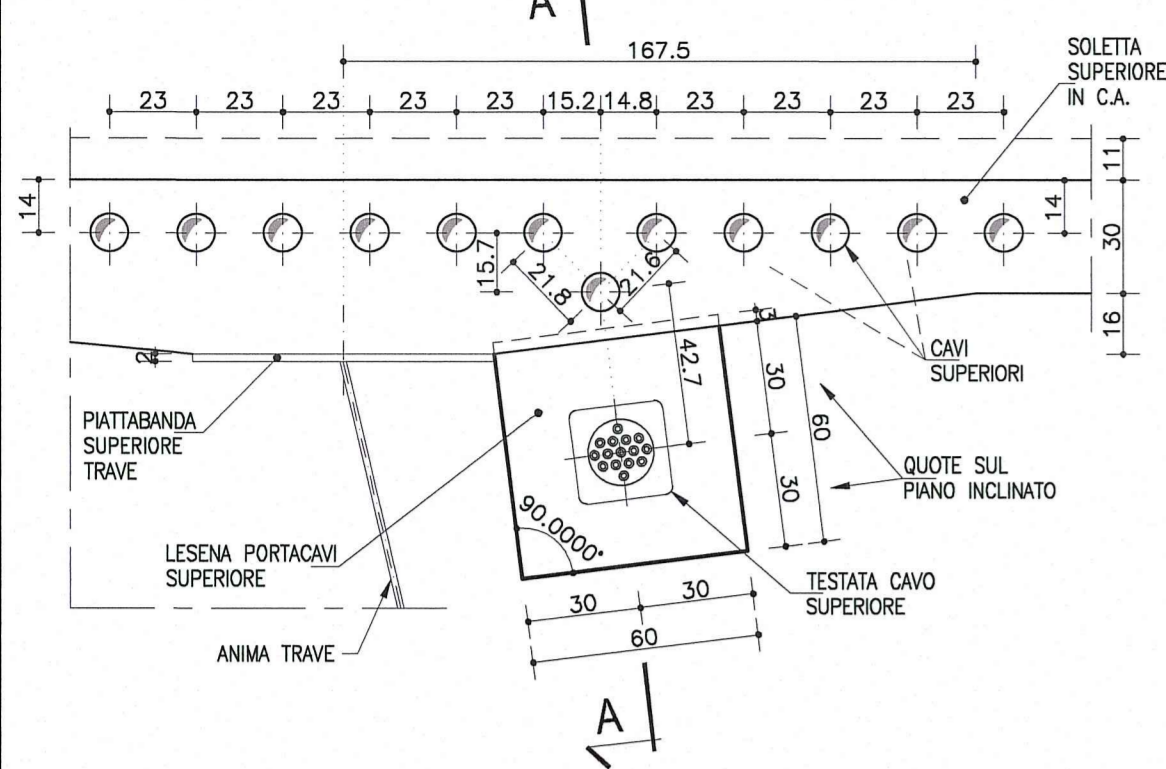 A
167.5
SOLETTA
SUPERIORE
IN C.A.
23 23 23 23 23 15.2 14.8 23 23 23 23
11
14
14
30
15.7
21.8
21.6
16
3
2
42.7
30
60
CAVI
SUPERIORI
PIATTABANDA
SUPERIORE
TRAVE
30
QUOTE SUL
PIANO INCLINATO
90.0000°
LESENA PORTACAVI
SUPERIORE
TESTATA CAVO
SUPERIORE
30 30
60
ANIMA TRAVE
A